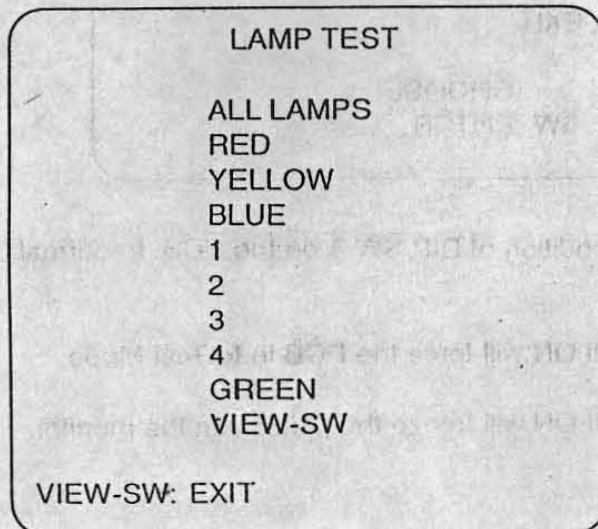 LAMP TEST
ALL LAMPS
RED
YELLOW
BLUE
1
2
3
4
GREEN
VIEW-SW
VIEW-SW: EXIT